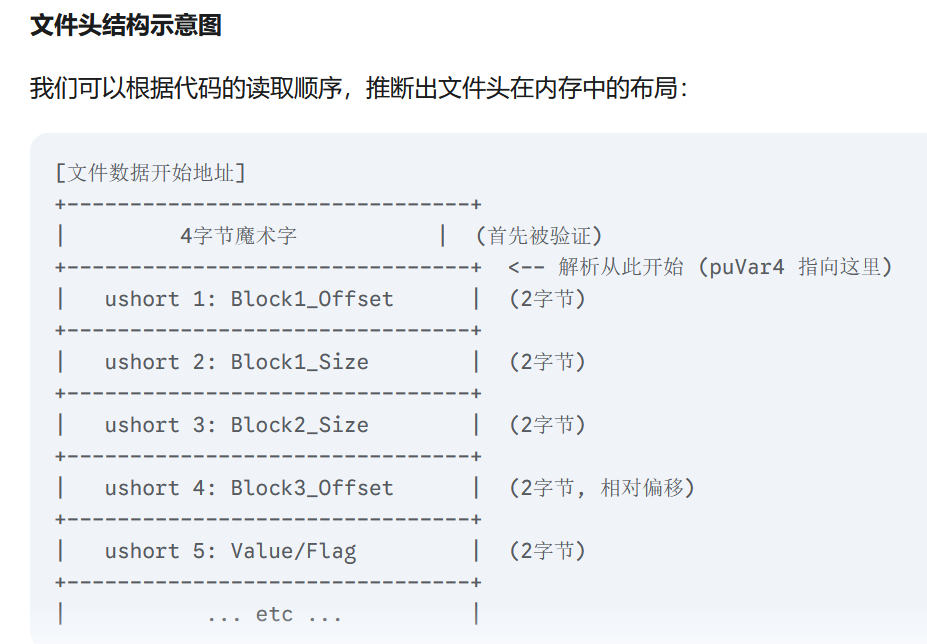 文件头结构示意图
我们可以根据代码的读取顺序，推断出文件头在内存中的布局：
[文件数据开始地址]
+--------------------------------+
|         4字节魔术字           |  (首先被验证)
+--------------------------------+  <-- 解析从此开始 (puVar4 指向这里)
|   ushort 1: Block1_Offset      |  (2字节)
+--------------------------------+
|   ushort 2: Block1_Size        |  (2字节)
+--------------------------------+
|   ushort 3: Block2_Size        |  (2字节)
+--------------------------------+
|   ushort 4: Block3_Offset      |  (2字节, 相对偏移)
+--------------------------------+
|   ushort 5: Value/Flag         |  (2字节)
+--------------------------------+
|           ... etc ...          |